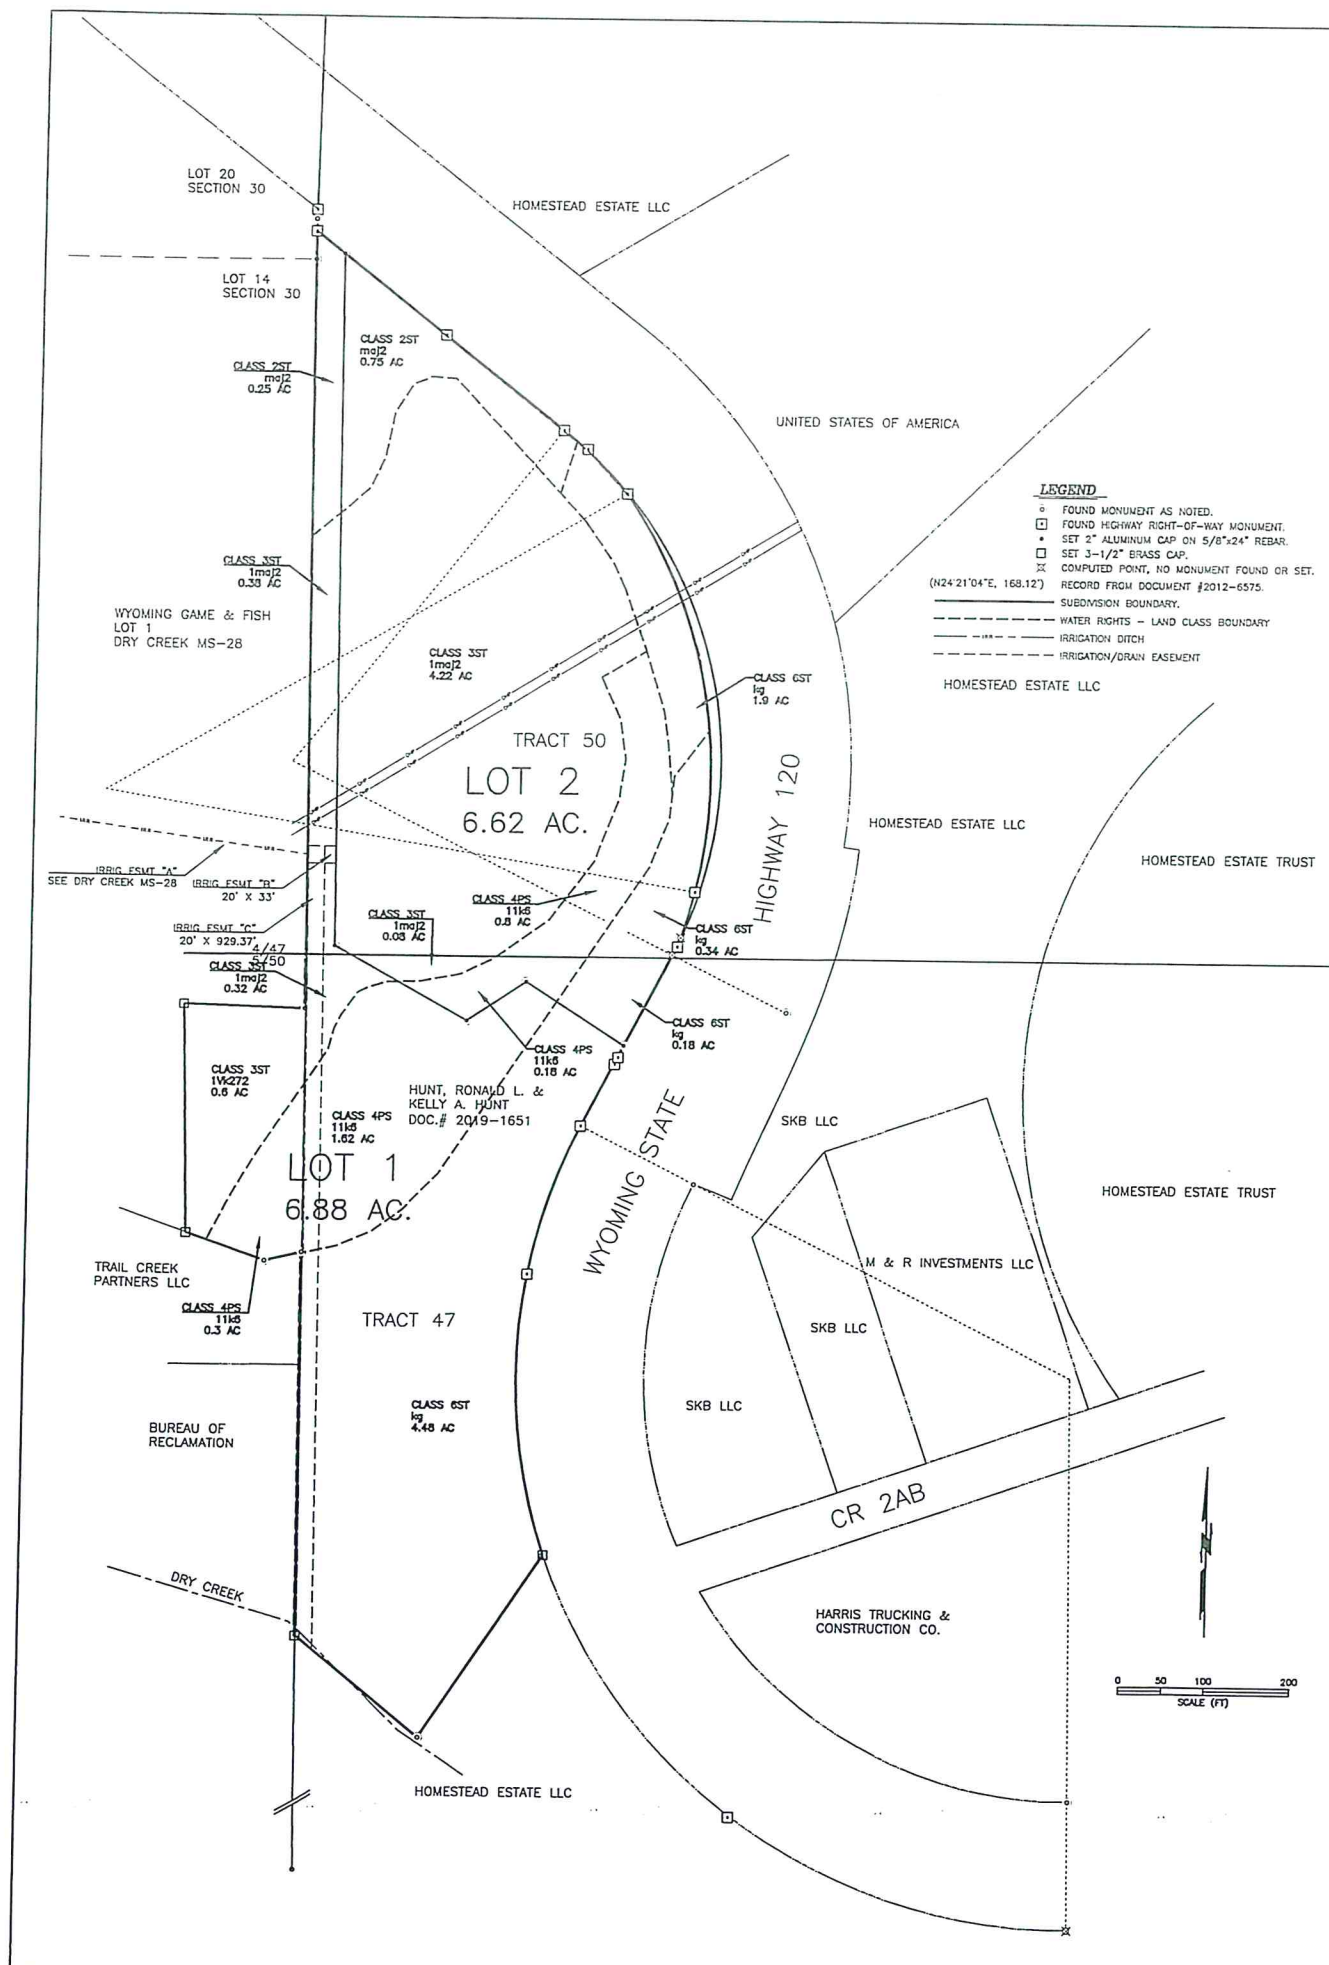 LOT 20
SECTION 30
HOMESTEAD ESTATE LLC
LOT 14
SECTION 30
CLASS 2ST
maj2
0.75 AC
CLASS 2ST
maj2
0.25 AC
UNITED STATES OF AMERICA
LEGEND
FOUND MONUMENT AS NOTED.
FOUND HIGHWAY RIGHT-OF-WAY MONUMENT.
SET 2" ALUMINUM CAP ON 5/8"x24" REBAR.
SET 3-1/2" BRASS CAP.
COMPUTED POINT, NO MONUMENT FOUND OR SET.
(N24°21'04"E, 168.12') RECORD FROM DOCUMENT #2012-6575.
SUBDIVISION BOUNDARY.
WATER RIGHTS - LAND CLASS BOUNDARY
IRRIGATION DITCH
IRRIGATION/DRAIN EASEMENT
CLASS 3ST
1maj2
0.38 AC
WYOMING GAME & FISH
LOT 1
DRY CREEK MS-28
CLASS 3ST
1maj2
4.22 AC
CLASS 6ST
kg
1.9 AC
HOMESTEAD ESTATE LLC
TRACT 50
LOT 2
6.62 AC.
HIGHWAY 120
HOMESTEAD ESTATE LLC
HOMESTEAD ESTATE TRUST
IRRIG ESMT "A"
SEE DRY CREEK MS-28
IRRIG ESMT "B"
20' X 33'
IRRIG ESMT "C"
20' X 929.37'
CLASS 4PS
11k6
0.8 AC
CLASS 3ST
1maj2
0.03 AC
CLASS 6ST
kg
0.34 AC
4/47
5/50
CLASS 3ST
1maj2
0.32 AC
CLASS 6ST
kg
0.18 AC
CLASS 4PS
11k6
0.18 AC
CLASS 3ST
1Vk272
0.6 AC
HUNT, RONALD L. &
KELLY A. HUNT
DOC.# 2019-1651
CLASS 4PS
11k6
1.62 AC
LOT 1
6.88 AC.
WYOMING STATE
SKB LLC
HOMESTEAD ESTATE TRUST
TRAIL CREEK
PARTNERS LLC
M & R INVESTMENTS LLC
CLASS 4PS
11k6
0.3 AC
TRACT 47
SKB LLC
SKB LLC
CLASS 6ST
kg
4.48 AC
BUREAU OF
RECLAMATION
CR 2AB
DRY CREEK
HARRIS TRUCKING &
CONSTRUCTION CO.
0 50 100 200
SCALE (FT)
HOMESTEAD ESTATE LLC